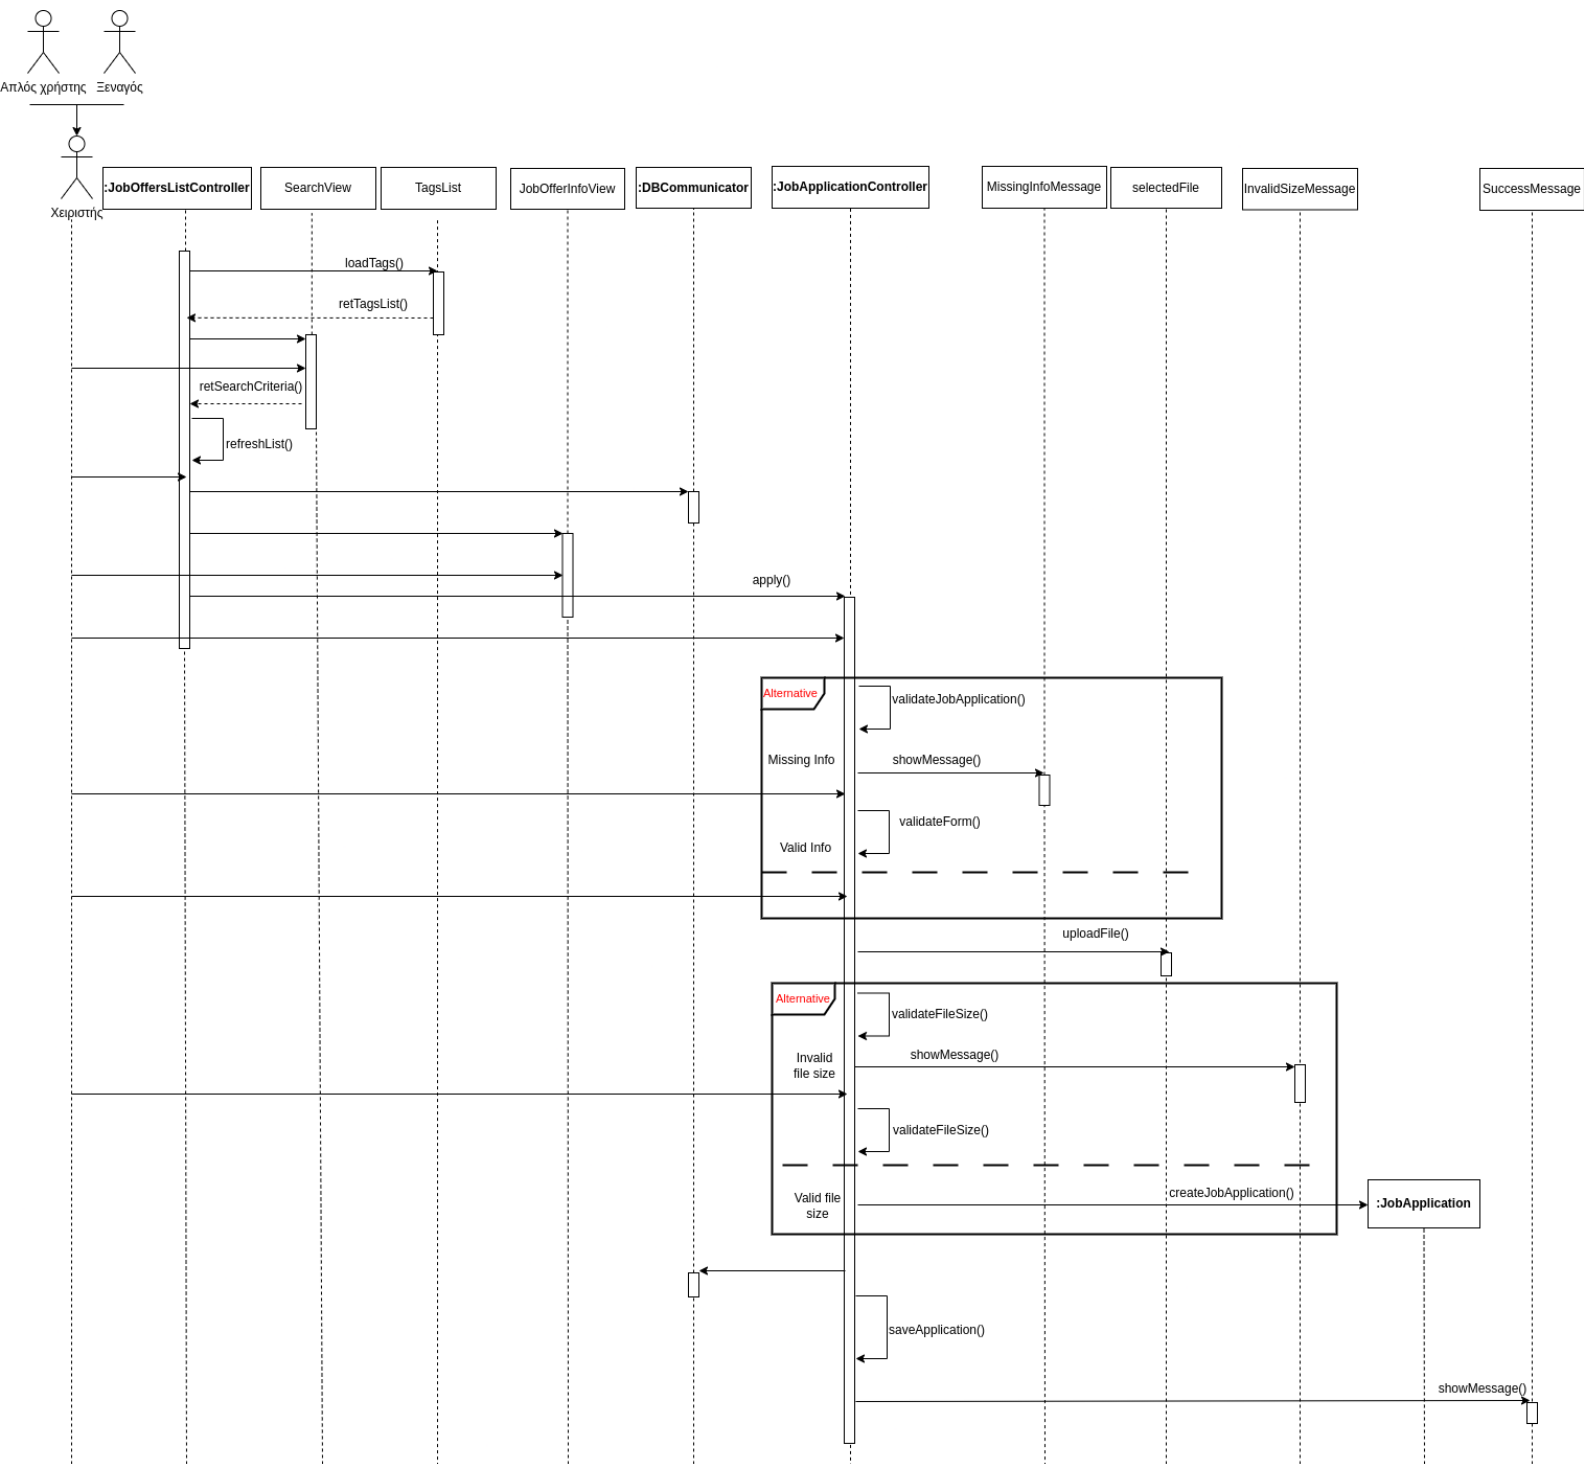 Απλός χρήστης
Ξεναγός
Χειριστής
:JobOffersListController
SearchView
TagsList
JobOfferInfoView
:DBCommunicator
:JobApplicationController
MissingInfoMessage
selectedFile
InvalidSizeMessage
SuccessMessage
loadTags()
retTagsList()
retSearchCriteria()
refreshList()
apply()
Alternative
validateJobApplication()
Missing Info
showMessage()
validateForm()
Valid Info
uploadFile()
Alternative
validateFileSize()
Invalid
file size
showMessage()
validateFileSize()
Valid file
size
createJobApplication()
:JobApplication
saveApplication()
showMessage()